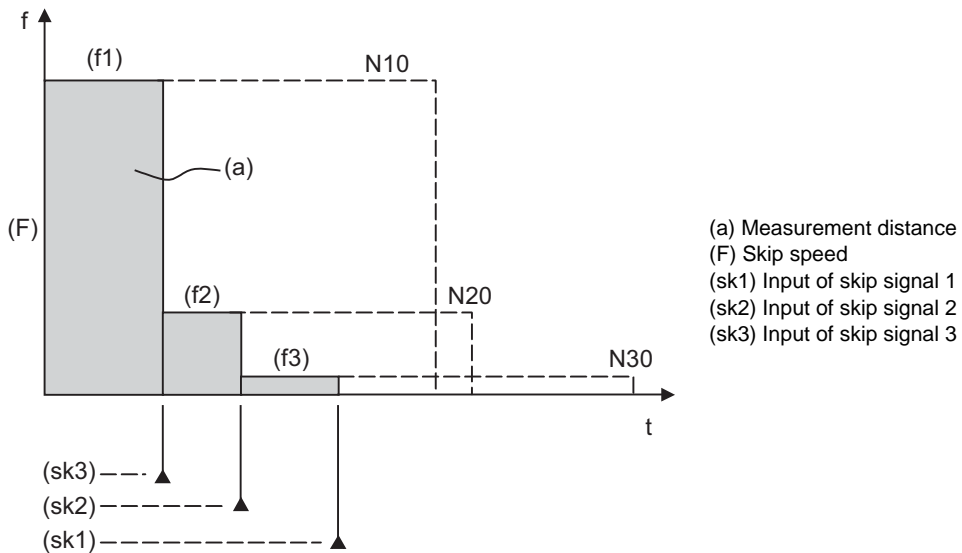 f
(f1)
N10
(a)
(F)
(f2)
N20
(f3)
N30
t
(sk3)
(sk2)
(sk1)
(a) Measurement distance
(F) Skip speed
(sk1) Input of skip signal 1
(sk2) Input of skip signal 2
(sk3) Input of skip signal 3